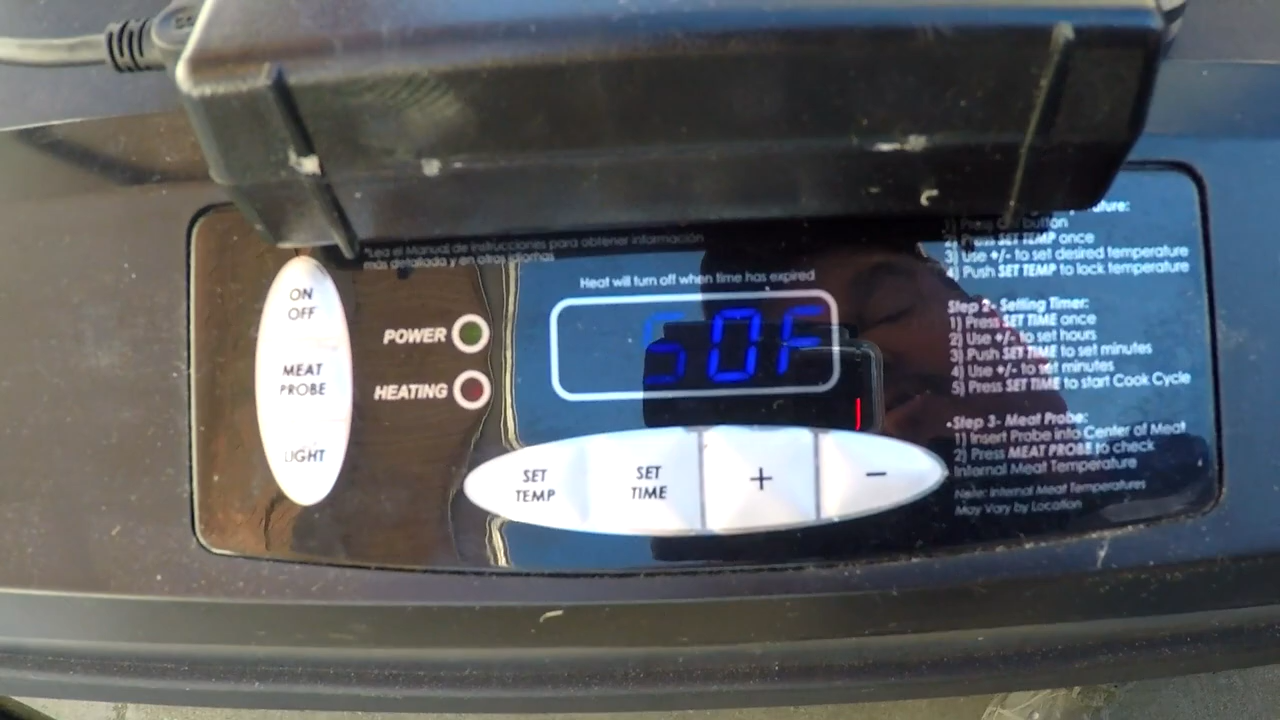 *Lea el Manual de instrucciones para obtener información
más detallada y en otros idiomas
Heat will turn off when time has expired
50F
ON
OFF
MEAT
PROBE
LIGHT
POWER
HEATING
SET
TEMP
SET
TIME
+
−
1) Press button
2) Press SET TEMP once
3) Use +/- to set desired temperature
4) Push SET TEMP to lock temperature
Step 2- Setting Timer:
1) Press SET TIME once
2) Use +/- to set hours
3) Push SET TIME to set minutes
4) Use +/- to set minutes
5) Press SET TIME to start Cook Cycle
•Step 3- Meat Probe:
1) Insert Probe into Center of Meat
2) Press MEAT PROBE to check
Internal Meat Temperature
Note: Internal Meat Temperatures
May Vary by Location